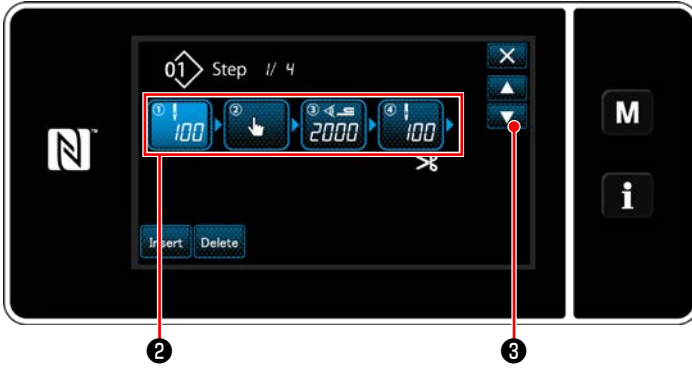 01 Step 1/ 4
① 100 ② ③ 2000 ④ 100
M
i
Insert Delete
N
❷ ❸